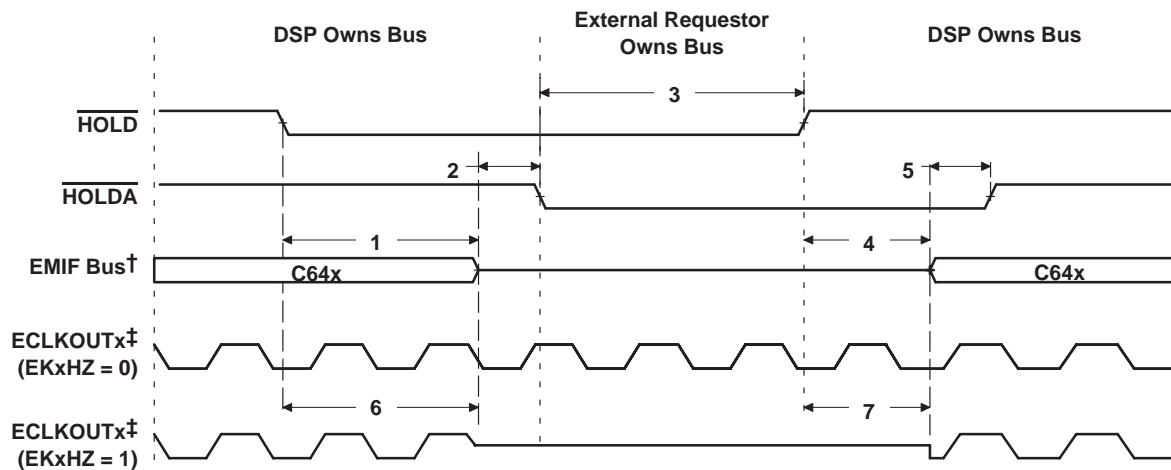 DSP Owns Bus
External Requestor
Owns Bus
DSP Owns Bus
3
HOLD
2
5
HOLDA
1
4
EMIF Bus†
C64x
C64x
ECLKOUTx‡
(EKxHZ = 0)
6
7
ECLKOUTx‡
(EKxHZ = 1)